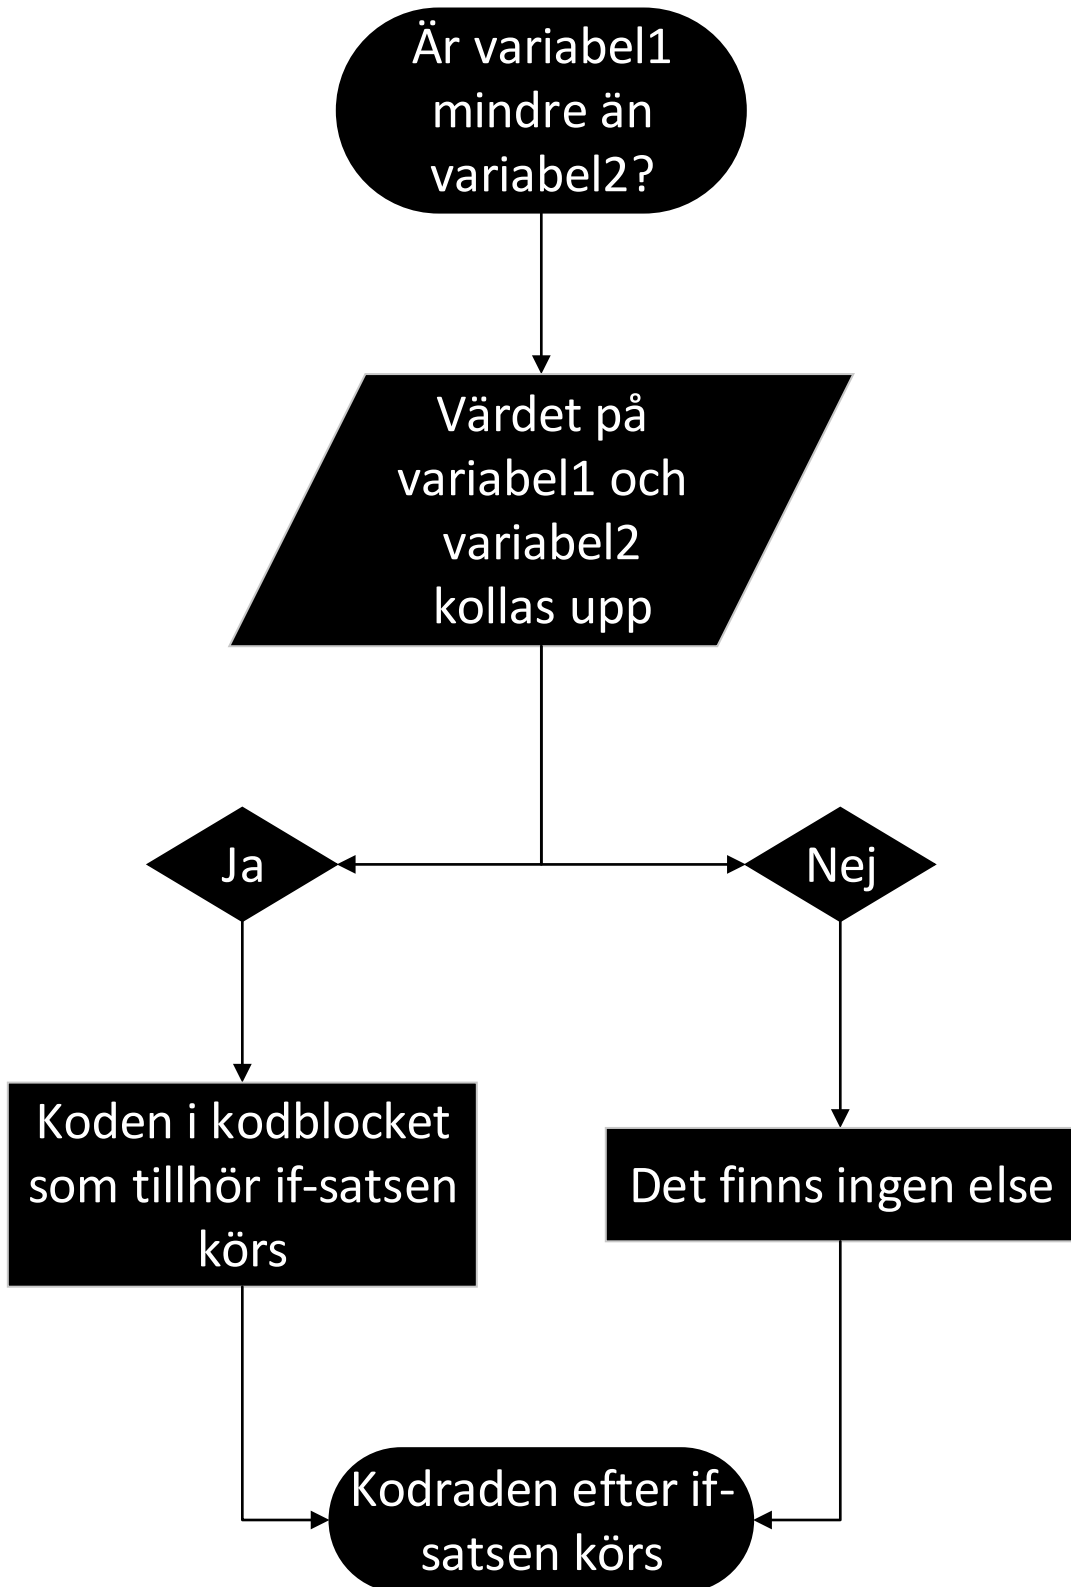 Är variabel1
mindre än
variabel2?
Värdet på
variabel1 och
variabel2
kollas upp
Ja
Nej
Koden i kodblocket
som tillhör if-satsen
körs
Det finns ingen else
Kodraden efter if-
satsen körs